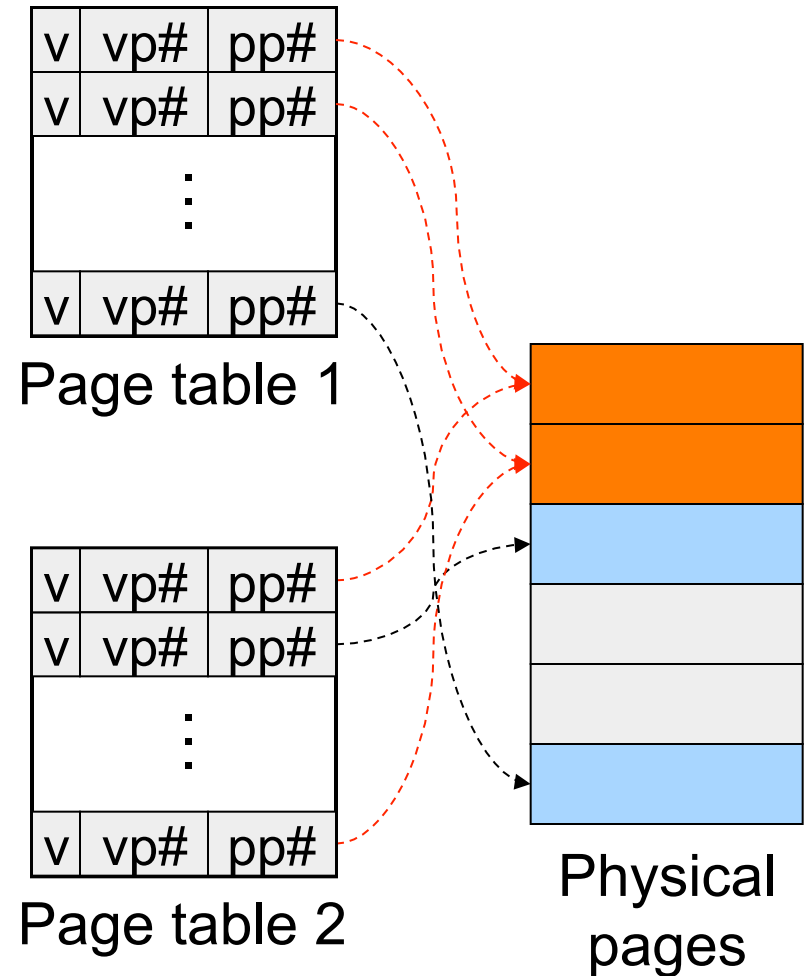 v vp# pp#
v vp# pp#
⋮
v vp# pp#
Page table 1
v vp# pp#
v vp# pp#
⋮
v vp# pp#
Page table 2
Physical
pages